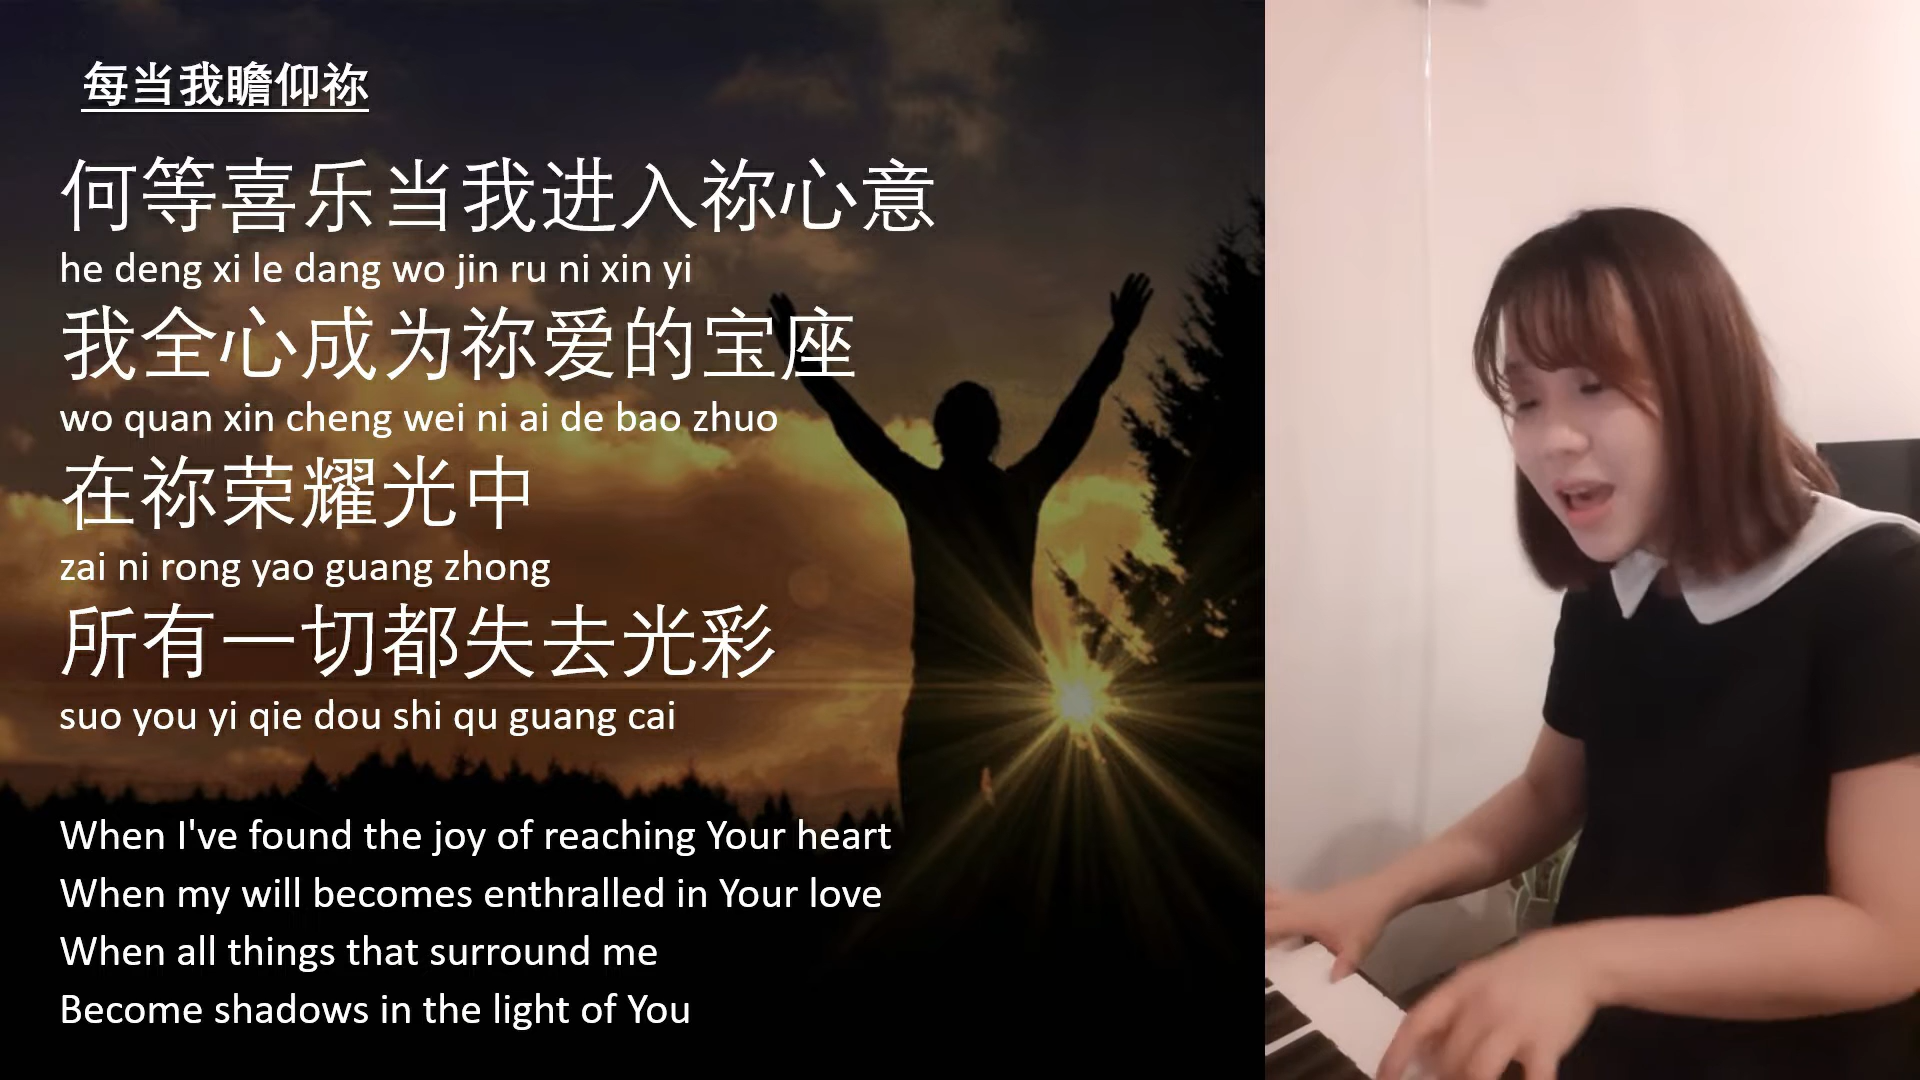 每当我瞻仰祢
何等喜乐当我进入祢心意
he deng xi le dang wo jin ru ni xin yi
我全心成为祢爱的宝座
wo quan xin cheng wei ni ai de bao zhuo
在祢荣耀光中
zai ni rong yao guang zhong
所有一切都失去光彩
suo you yi qie dou shi qu guang cai
When I've found the joy of reaching Your heart
When my will becomes enthralled in Your love
When all things that surround me
Become shadows in the light of You